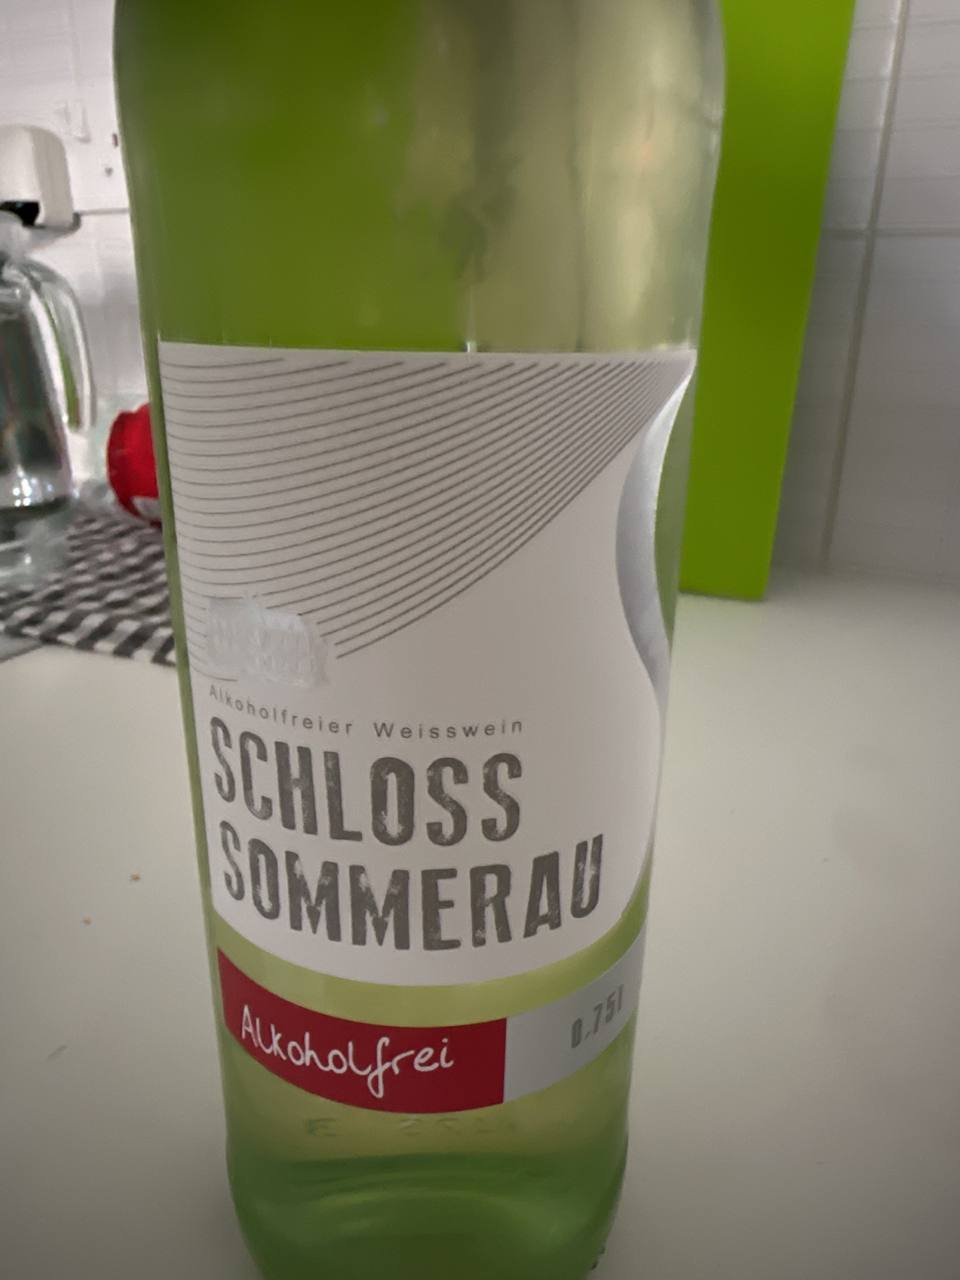 Alkoholfreier Weisswein
SCHLOSS
SOMMERAU
Alkoholfrei
0,75l